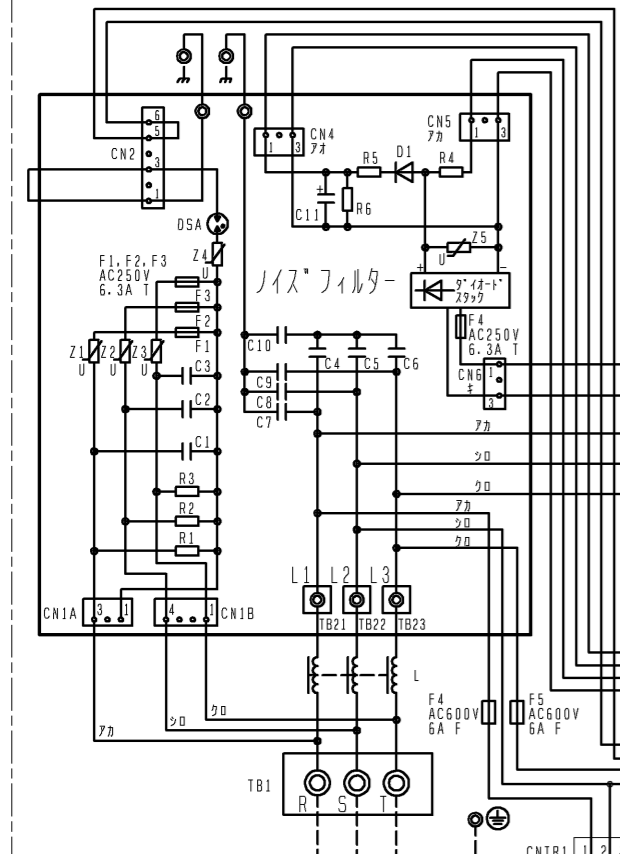 CN4
アオ
1 3
CN5
アカ
1 3
6
5
3
1
CN2
R5
D1
R4
C11
+
R6
DSA
Z4
U
Z5
U
F1,F2,F3
AC250V
6.3A T
ノイズ フィルター
+
-
ダイオード
スタック
F3
F2
F1
F4
AC250V
6.3A T
CN6
キ
1
3
Z1
U
Z2
U
Z3
U
C10
C4
C5
C6
C9
C8
C7
C3
C2
C1
アカ
シロ
クロ
R3
R2
R1
アカ
シロ
クロ
L1 L2 L3
CN1A
3 1
4 1
CN1B
TB21 TB22 TB23
L
F4
AC600V
6A F
F5
AC600V
6A F
クロ
シロ
アカ
TB1
R S T
CNTR1 1 2